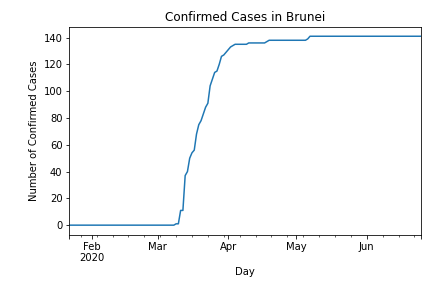 Confirmed Cases in Brunei
Number of Confirmed Cases
140
120
100
80
60
40
20
0
Feb Mar Apr May Jun
2020
Day